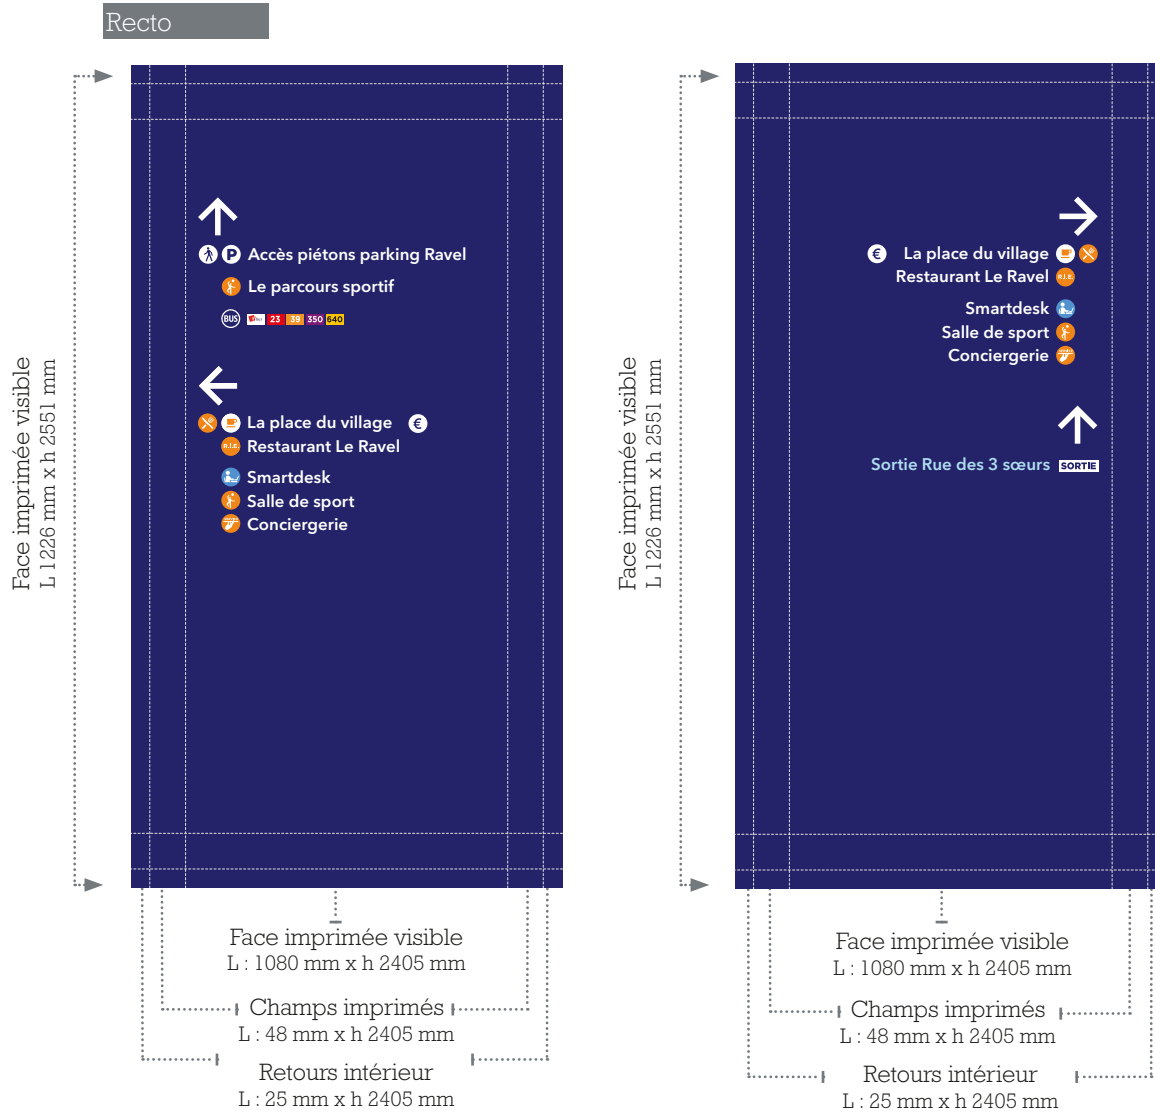 Recto
Face imprimée visible
L 1226 mm x h 2551 mm
P Accès piétons parking Ravel
Le parcours sportif
BUS 23 39 350 640
La place du village €
R.I.E. Restaurant Le Ravel
Smartdesk
Salle de sport
Conciergerie
Face imprimée visible
L : 1080 mm x h 2405 mm
Champs imprimés
L : 48 mm x h 2405 mm
Retours intérieur
L : 25 mm x h 2405 mm
Face imprimée visible
L 1226 mm x h 2551 mm
€ La place du village
Restaurant Le Ravel R.I.E.
Smartdesk
Salle de sport
Conciergerie
Sortie Rue des 3 sœurs SORTIE
Face imprimée visible
L : 1080 mm x h 2405 mm
Champs imprimés
L : 48 mm x h 2405 mm
Retours intérieur
L : 25 mm x h 2405 mm